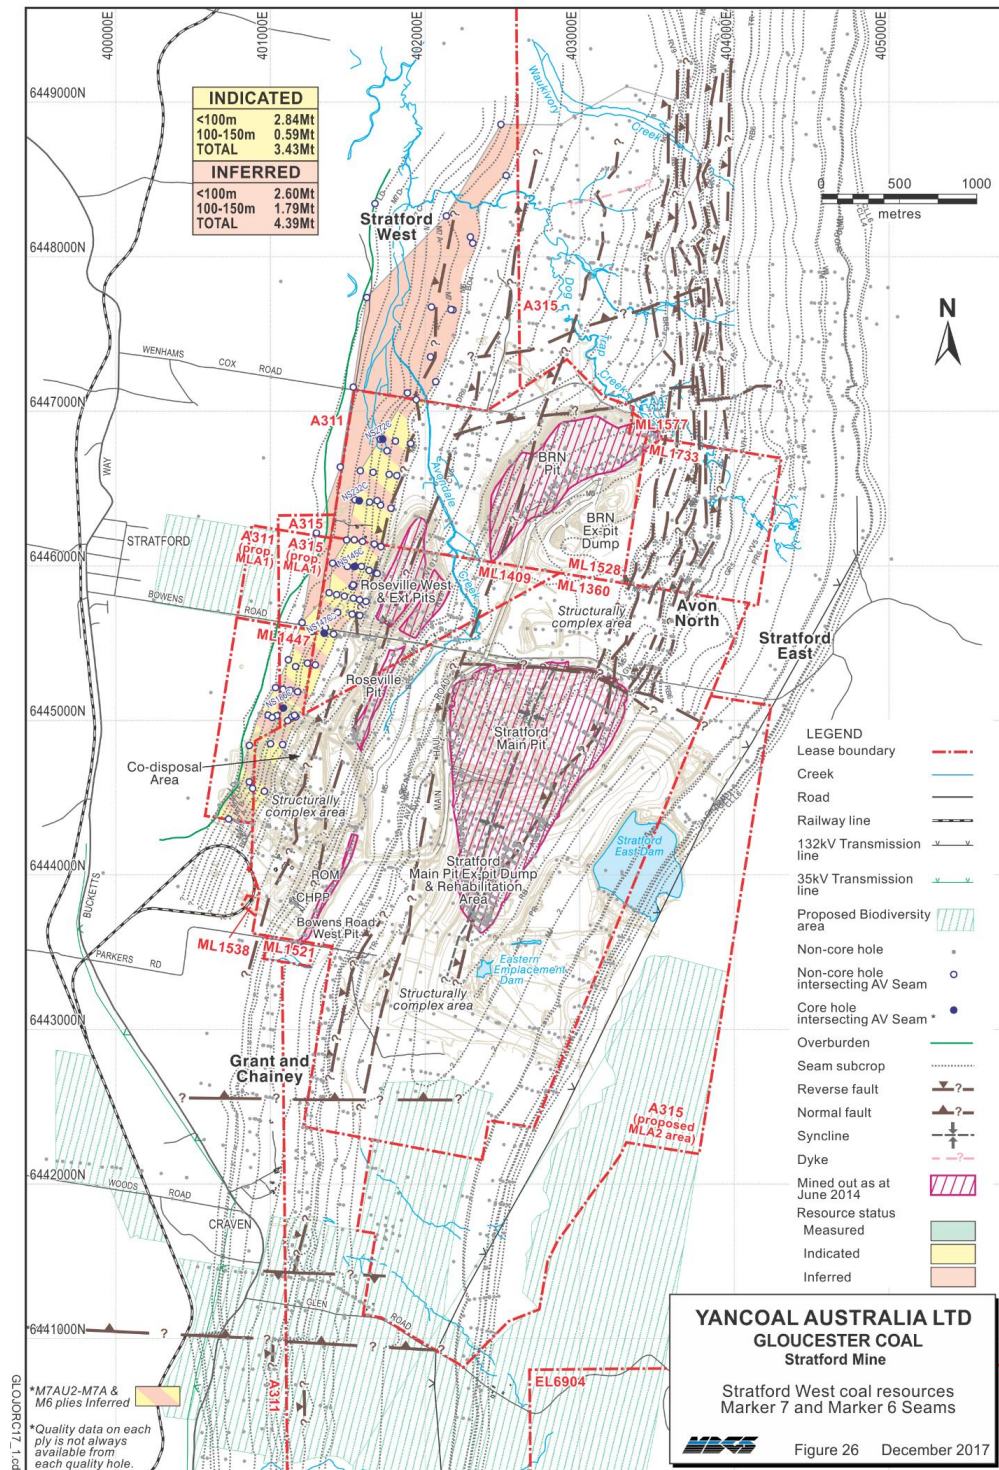 400000E
401000E
402000E
403000E
404000E
405000E
6449000N
INDICATED
<100m 2.84Mt
100-150m 0.59Mt
TOTAL 3.43Mt
INFERRED
<100m 2.60Mt
100-150m 1.79Mt
TOTAL 4.39Mt
Waukivory
Creek
0 500 1000
metres
Stratford
West
6448000N
A315
Dog
Trap
Creek
N
WENHAMS COX ROAD
6447000N
A311
ML1577
ML1733
NS772C
BRN
Pit
Avondale
Creek
WAY
NS232C
BRN
Ex-pit
Dump
STRATFORD
A315
A311
(prop.
MLA1)
A315
(prop.
MLA1)
6446000N
NS145C
ML1409
ML1528
ML1360
Roseville West
& Ext Pits
BOWENS ROAD
NS147C
ML1447
Structurally
complex area
Avon
North
Stratford
East
Roseville
Pit
6445000N
Stratford
Main Pit
MAIN HAUL ROAD
Co-disposal
Area
Structurally
complex area
Stratford
East Dam
6444000N
BUCKETTS
ROM
CHPP
Stratford
Main Pit Ex-pit Dump
& Rehabilitation
Area
Bowens Road
West Pit
ML1538
ML1521
PARKERS RD
Eastern
Emplacement
Dam
Structurally
complex area
6443000N
Grant and
Chainey
A315
(proposed
MLA2 area)
6442000N
WOODS ROAD
CRAVEN
GLEN ROAD
6441000N
A311
EL6904
LEGEND
Lease boundary
Creek
Road
Railway line
132kV Transmission
line
35kV Transmission
line
Proposed Biodiversity
area
Non-core hole
Non-core hole
intersecting AV Seam
Core hole
intersecting AV Seam *
Overburden
Seam subcrop
Reverse fault
Normal fault
Syncline
Dyke
Mined out as at
June 2014
Resource status
Measured
Indicated
Inferred
*M7AU2-M7A &
M6 plies Inferred
*Quality data on each
ply is not always
available from
each quality hole.
YANCOAL AUSTRALIA LTD
GLOUCESTER COAL
Stratford Mine
Stratford West coal resources
Marker 7 and Marker 6 Seams
Figure 26 December 2017